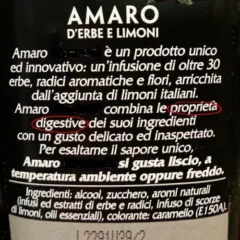 AMARO
D'ERBE E LIMONI
Amaro è un prodotto unico
ed innovativo: un'infusione di oltre 30
erbe, radici aromatiche e fiori, arricchita
dall'aggiunta di limoni italiani.
Amaro combina le proprietà
digestive dei suoi ingredienti
con un gusto delicato ed inaspettato.
Per esaltarne il sapore unico,
Amaro si gusta liscio, a
temperatura ambiente oppure freddo.
Ingredienti: alcool, zucchero, aromi naturali
(infusi ed estratti di erbe e radici, infuso di scorze
di limoni, olii essenziali), colorante: caramello (E150A).